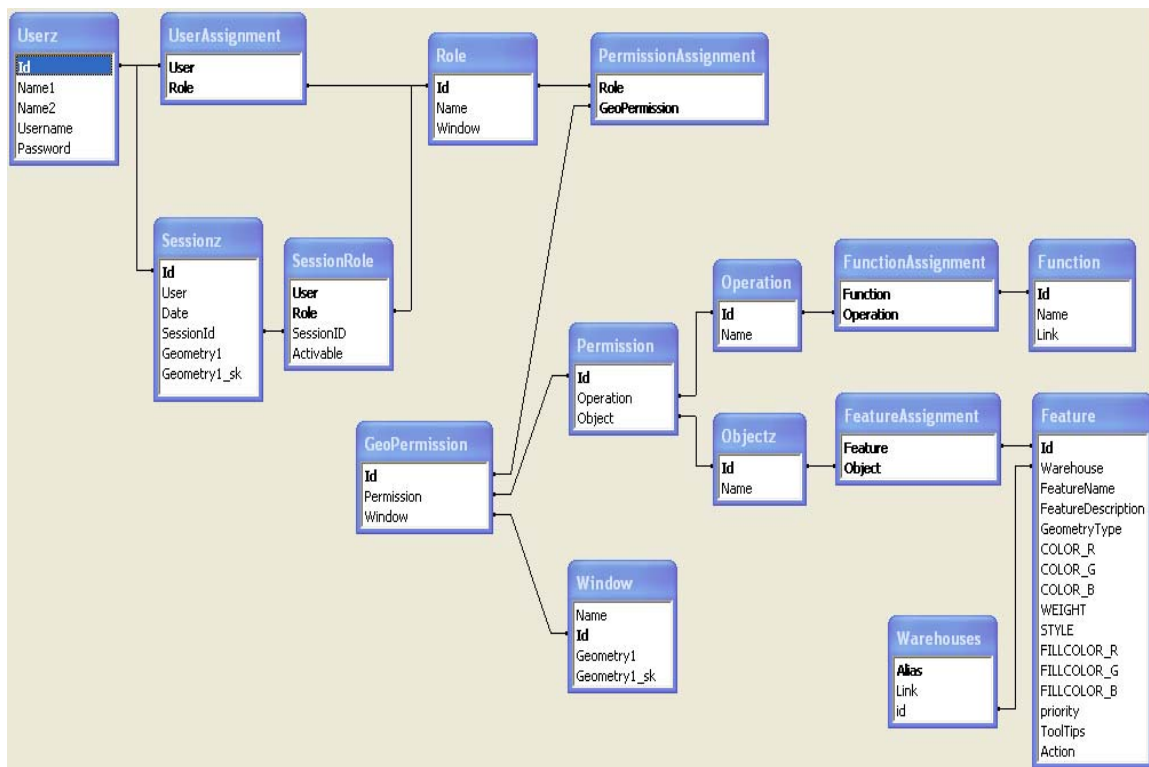 Userz
Id
Name1
Name2
Username
Password
UserAssignment
User
Role
Role
Id
Name
Window
PermissionAssignment
Role
GeoPermission
Sessionz
Id
User
Date
SessionId
Geometry1
Geometry1_sk
SessionRole
User
Role
SessionID
Activable
Operation
Id
Name
FunctionAssignment
Function
Operation
Function
Id
Name
Link
Permission
Id
Operation
Object
GeoPermission
Id
Permission
Window
Objectz
Id
Name
FeatureAssignment
Feature
Object
Feature
Id
Warehouse
FeatureName
FeatureDescription
GeometryType
COLOR_R
COLOR_G
COLOR_B
WEIGHT
STYLE
FILLCOLOR_R
FILLCOLOR_G
FILLCOLOR_B
priority
ToolTips
Action
Window
Name
Id
Geometry1
Geometry1_sk
Warehouses
Alias
Link
id